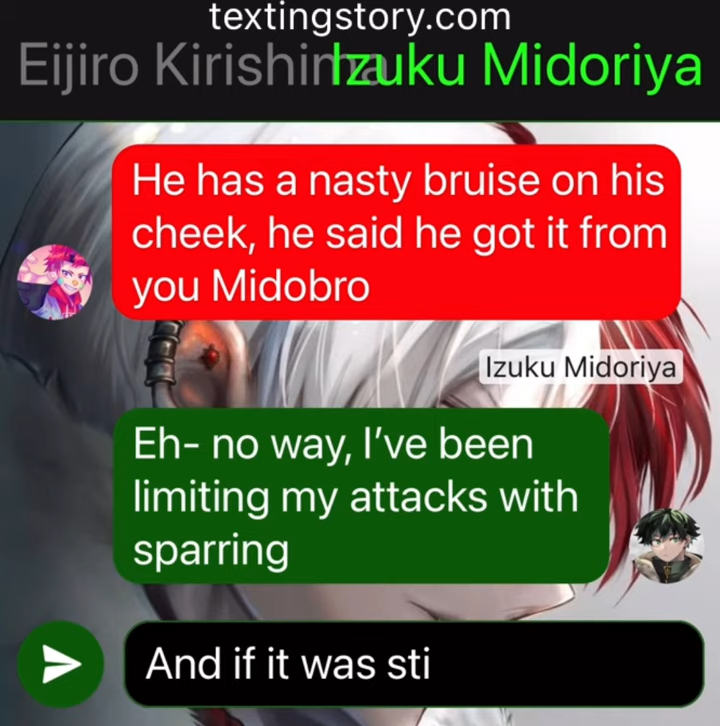 textingstory.com
Eijiro Kirishima Izuku Midoriya
He has a nasty bruise on his
cheek, he said he got it from
you Midobro
Izuku Midoriya
Eh- no way, I’ve been
limiting my attacks with
sparring
And if it was sti